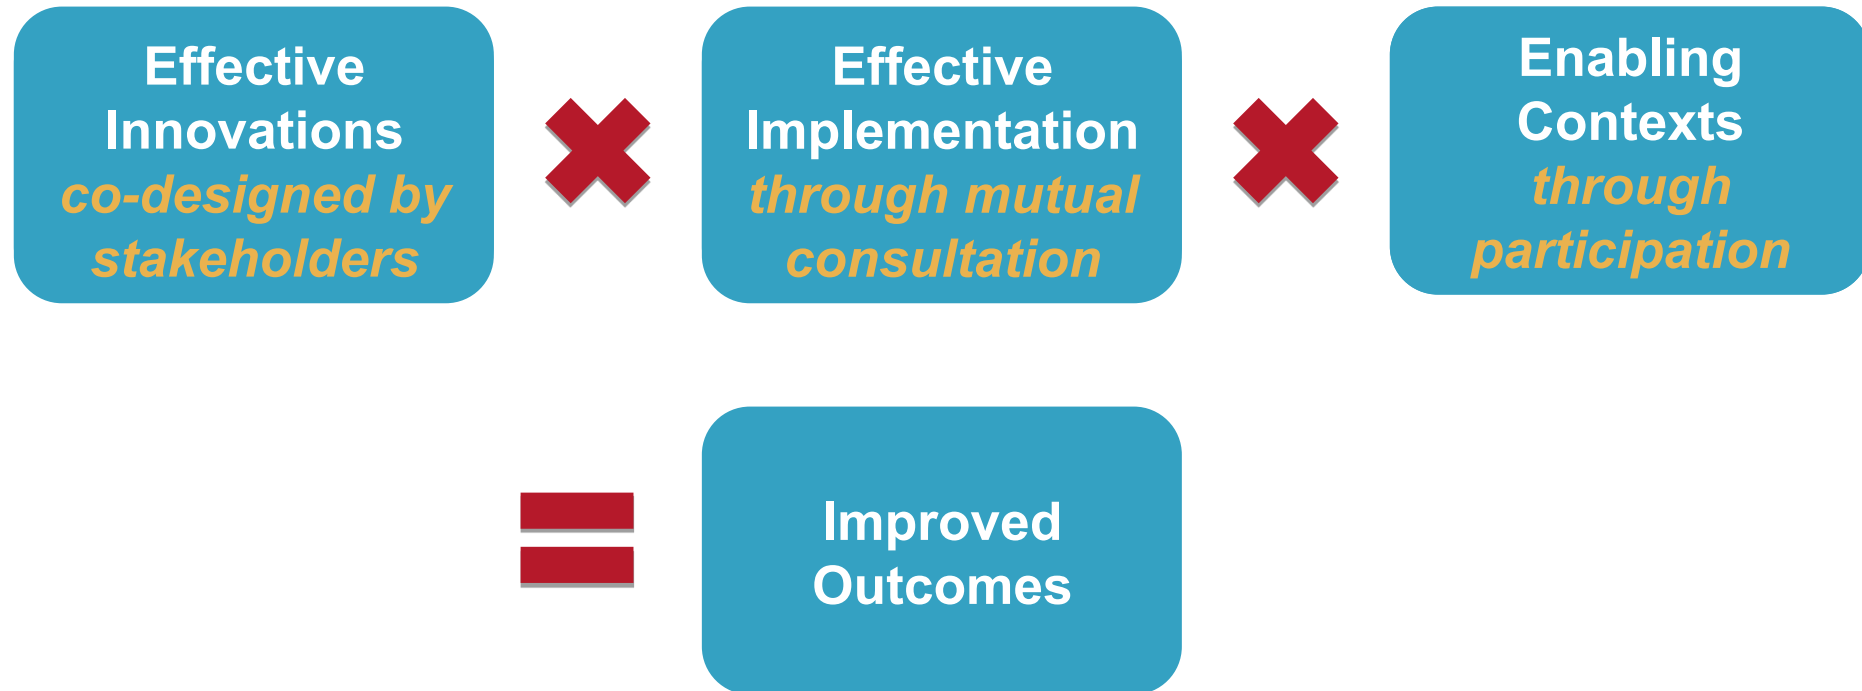 Effective
Innovations
co-designed by
stakeholders
Effective
Implementation
through mutual
consultation
Enabling
Contexts
through
participation
Improved
Outcomes